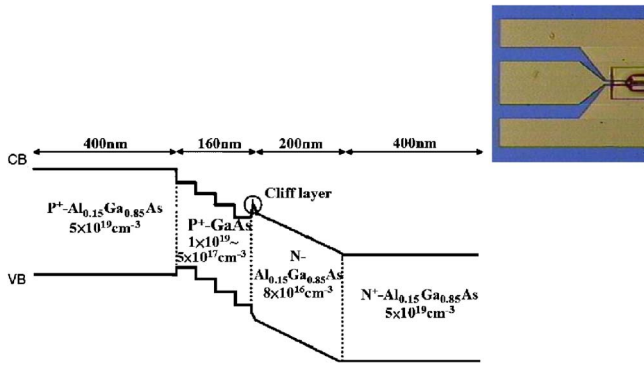 400nm 160nm 200nm 400nm
CB
Cliff layer
P⁺-Al₀.₁₅Ga₀.₈₅As
5×10¹⁹cm⁻³
P⁺-GaAs
1×10¹⁹~
5×10¹⁷cm⁻³
N-
Al₀.₁₅Ga₀.₈₅As
8×10¹⁶cm⁻³
N⁺-Al₀.₁₅Ga₀.₈₅As
5×10¹⁹cm⁻³
VB